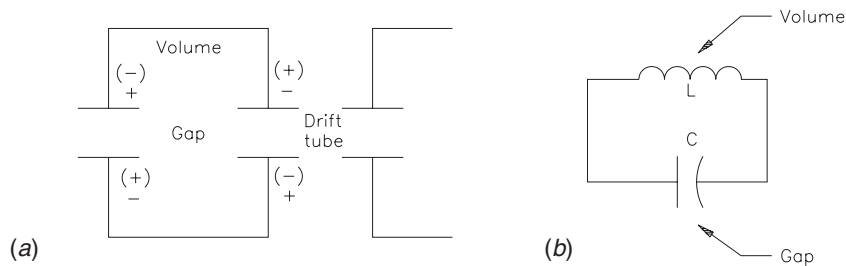 Volume
(−)
+
(+)
−
Gap
Drift
tube
(+)
−
(−)
+
(a)
Volume
L
C
(b)
Gap